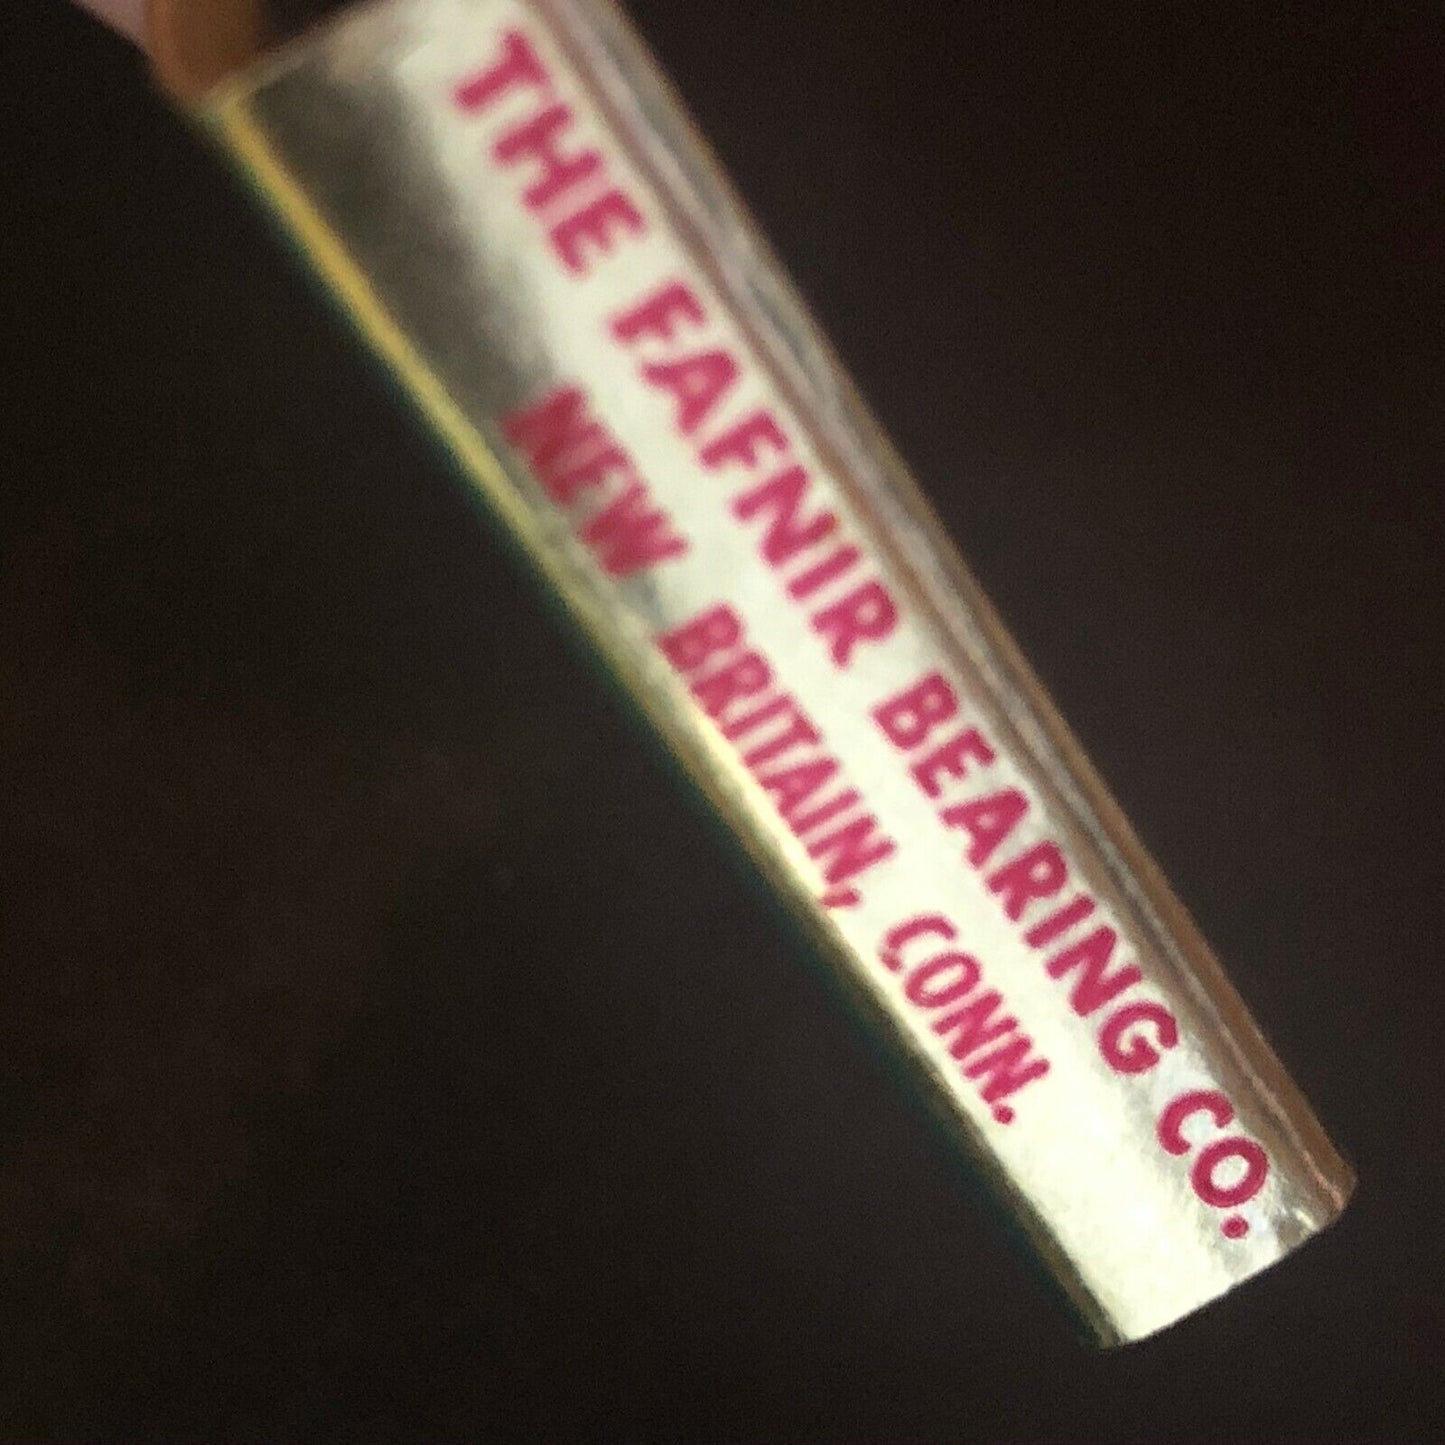 THE FAFNIR BEARING CO.
NEW BRITAIN, CONN.